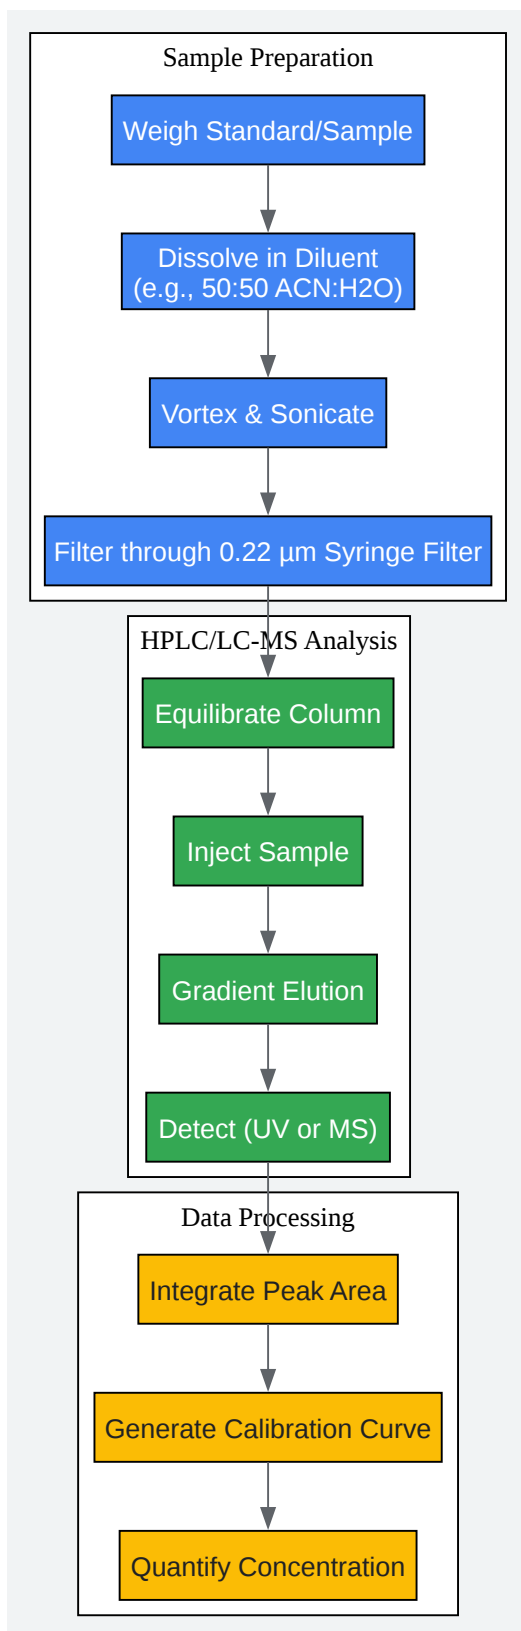 Sample Preparation
Weigh Standard/Sample
Dissolve in Diluent
(e.g., 50:50 ACN:H2O)
Vortex & Sonicate
Filter through 0.22 µm Syringe Filter
HPLC/LC-MS Analysis
Equilibrate Column
Inject Sample
Gradient Elution
Detect (UV or MS)
Data Processing
Integrate Peak Area
Generate Calibration Curve
Quantify Concentration